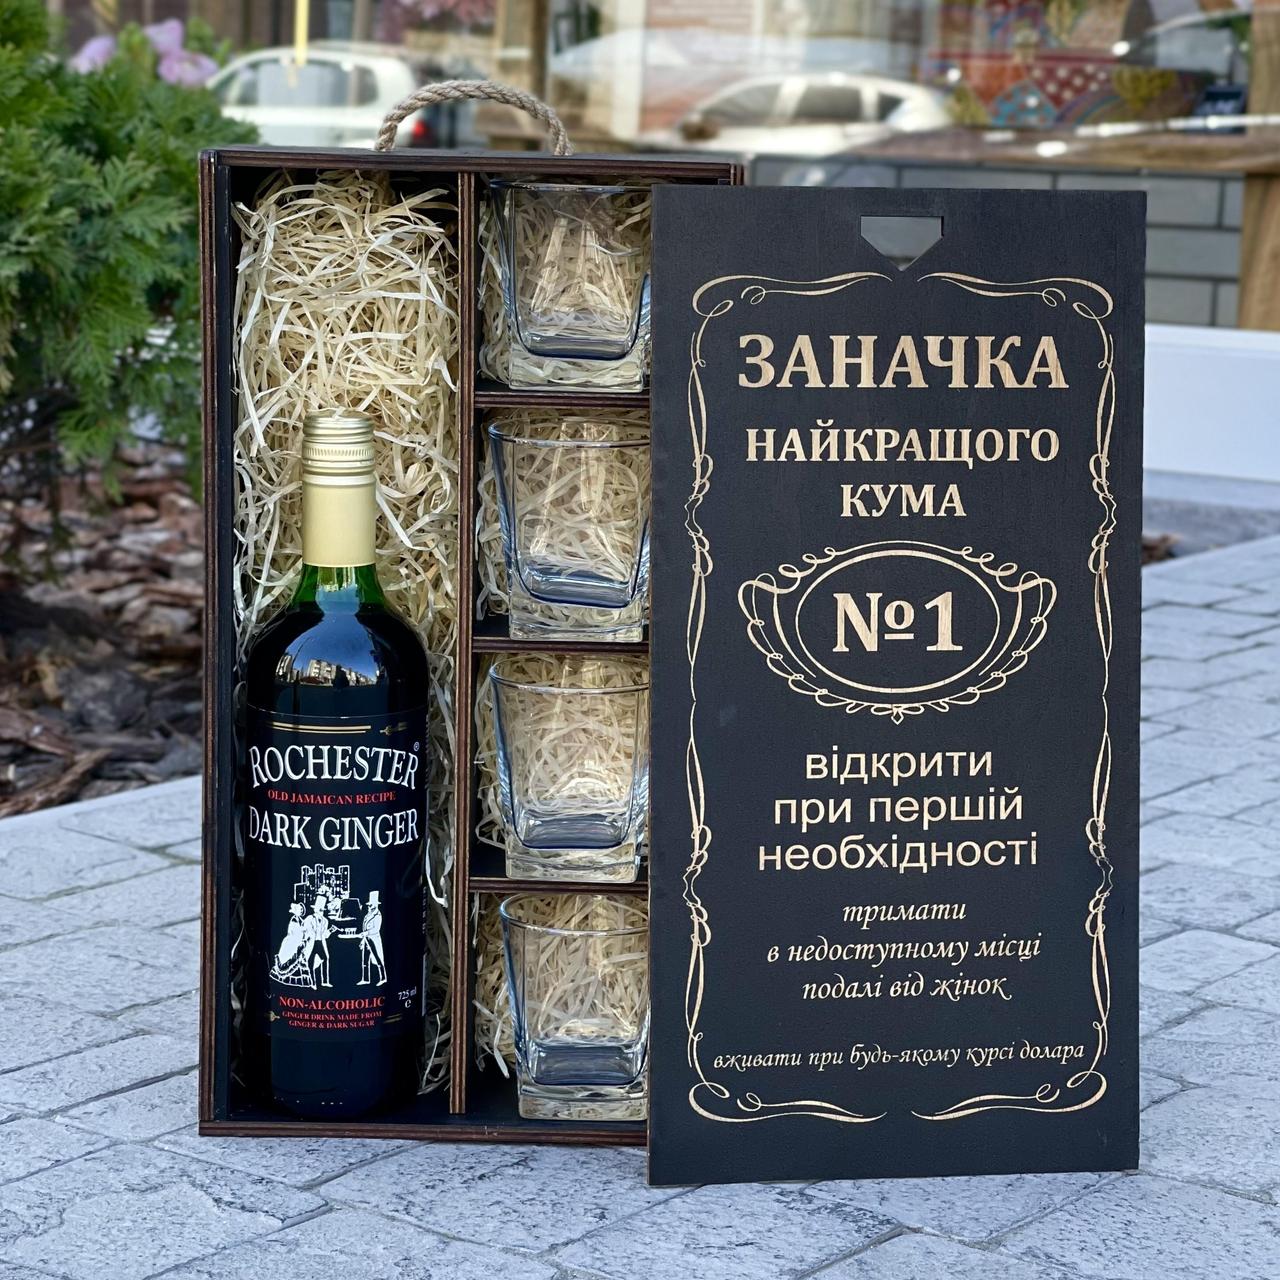 ROCHESTER®
OLD JAMAICAN RECIPE
DARK GINGER
NON-ALCOHOLIC
725 ml
e
GINGER DRINK MADE FROM
GINGER & DARK SUGAR
ЗАНАЧКА
НАЙКРАЩОГО
КУМА
№1
відкрити
при першій
необхідності
тримати
в недоступному місці
подалі від жінок
вживати при будь-якому курсі долара